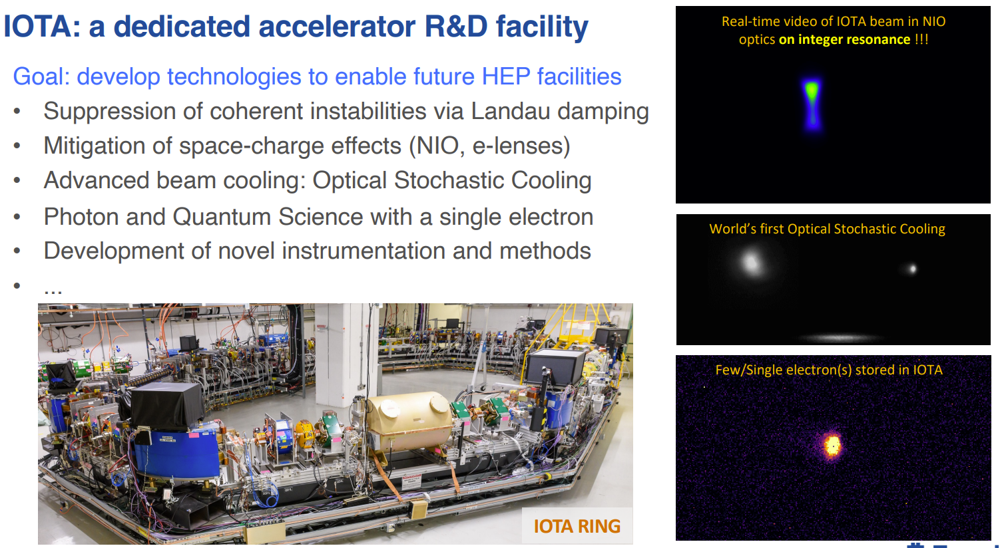 IOTA: a dedicated accelerator R&D facility
Goal: develop technologies to enable future HEP facilities
• Suppression of coherent instabilities via Landau damping
• Mitigation of space-charge effects (NIO, e-lenses)
• Advanced beam cooling: Optical Stochastic Cooling
• Photon and Quantum Science with a single electron
• Development of novel instrumentation and methods
• ...
IOTA RING
Real-time video of IOTA beam in NIO
optics on integer resonance !!!
World's first Optical Stochastic Cooling
Few/Single electron(s) stored in IOTA